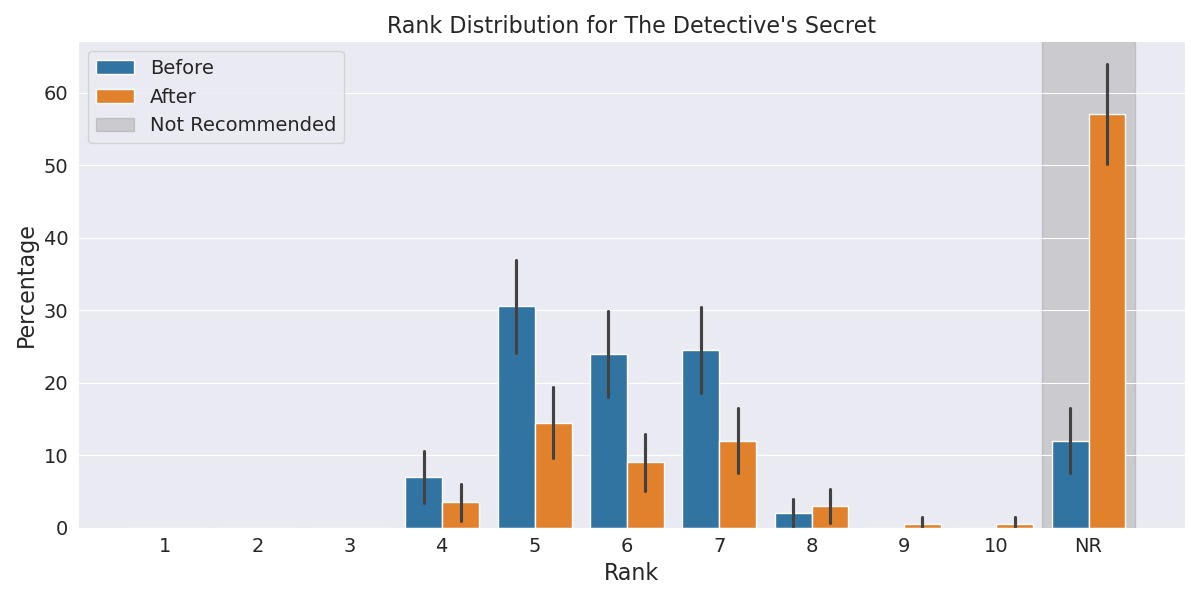 Rank Distribution for The Detective's Secret
Before
After
Not Recommended
Percentage
60
50
40
30
20
10
0
1 2 3 4 5 6 7 8 9 10 NR
Rank